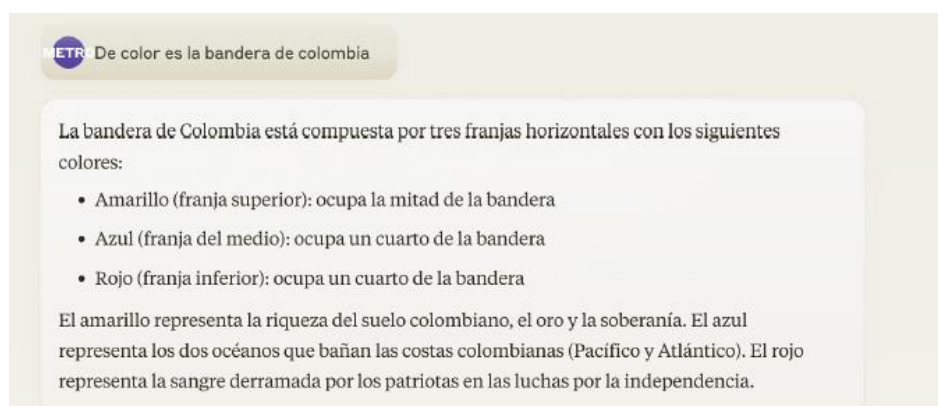 METR De color es la bandera de colombia
La bandera de Colombia está compuesta por tres franjas horizontales con los siguientes
colores:
• Amarillo (franja superior): ocupa la mitad de la bandera
• Azul (franja del medio): ocupa un cuarto de la bandera
• Rojo (franja inferior): ocupa un cuarto de la bandera
El amarillo representa la riqueza del suelo colombiano, el oro y la soberanía. El azul
representa los dos océanos que bañan las costas colombianas (Pacífico y Atlántico). El rojo
representa la sangre derramada por los patriotas en las luchas por la independencia.